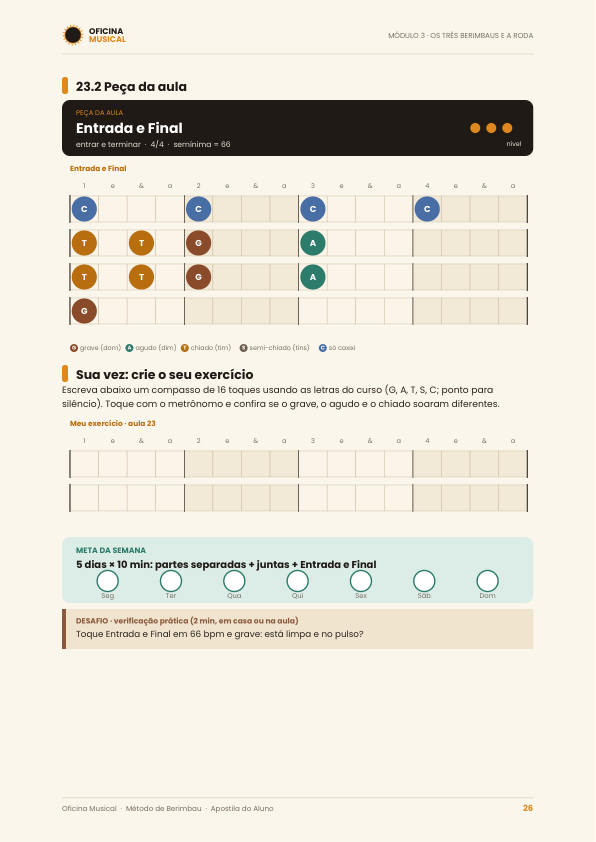 OFICINA
MUSICAL
MÓDULO 3 · OS TRÊS BERIMBAUS E A RODA
23.2 Peça da aula
PEÇA DA AULA
Entrada e Final
entrar e terminar · 4/4 · semínima = 66
nível
Entrada e Final
1 e & a 2 e & a 3 e & a 4 e & a
C C C C
T T G A
T T G A
G
G grave (dom) A agudo (dim) T chiado (tim) S semi-chiado (tins) C só caxixi
Sua vez: crie o seu exercício
Escreva abaixo um compasso de 16 toques usando as letras do curso (G, A, T, S, C; ponto para
silêncio). Toque com o metrônomo e confira se o grave, o agudo e o chiado soaram diferentes.
Meu exercício · aula 23
1 e & a 2 e & a 3 e & a 4 e & a
META DA SEMANA
5 dias × 10 min: partes separadas + juntas + Entrada e Final
Seg Ter Qua Qui Sex Sáb Dom
DESAFIO · verificação prática (2 min, em casa ou na aula)
Toque Entrada e Final em 66 bpm e grave: está limpa e no pulso?
Oficina Musical · Método de Berimbau · Apostila do Aluno
26